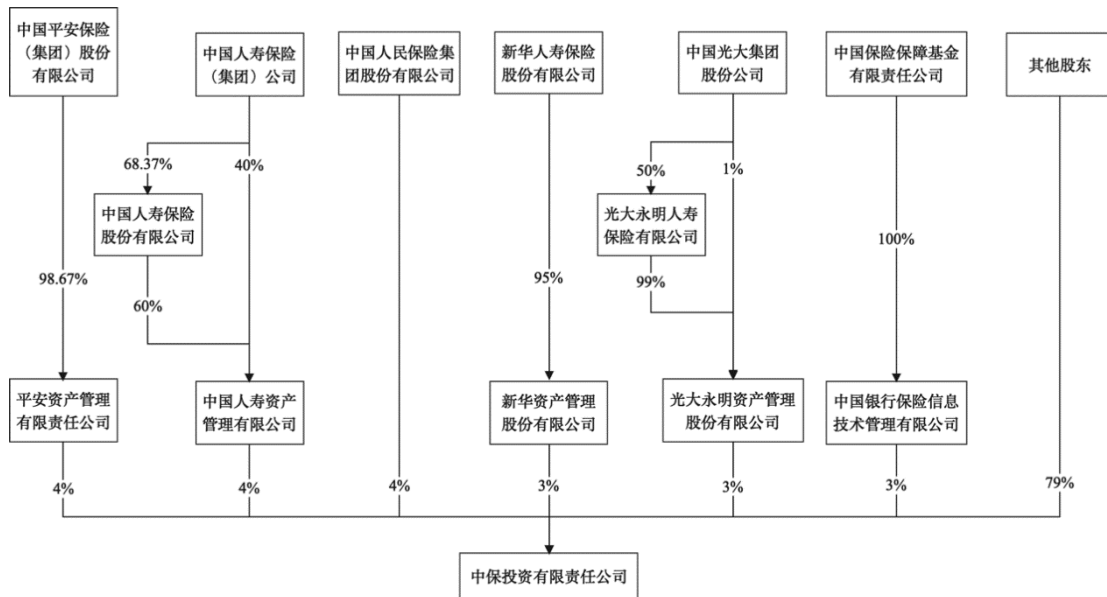 中国平安保险
（集团）股份
有限公司
中国人寿保险
（集团）公司
中国人民保险集
团股份有限公司
新华人寿保险
股份有限公司
中国光大集团
股份公司
中国保险保障基金
有限责任公司
其他股东
68.37%
40%
50%
1%
中国人寿保险
股份有限公司
光大永明人寿
保险有限公司
100%
98.67%
60%
95%
99%
平安资产管理
有限责任公司
中国人寿资产
管理有限公司
新华资产管理
股份有限公司
光大永明资产管理
股份有限公司
中国银行保险信息
技术管理有限公司
4%
4%
4%
3%
3%
3%
79%
中保投资有限责任公司